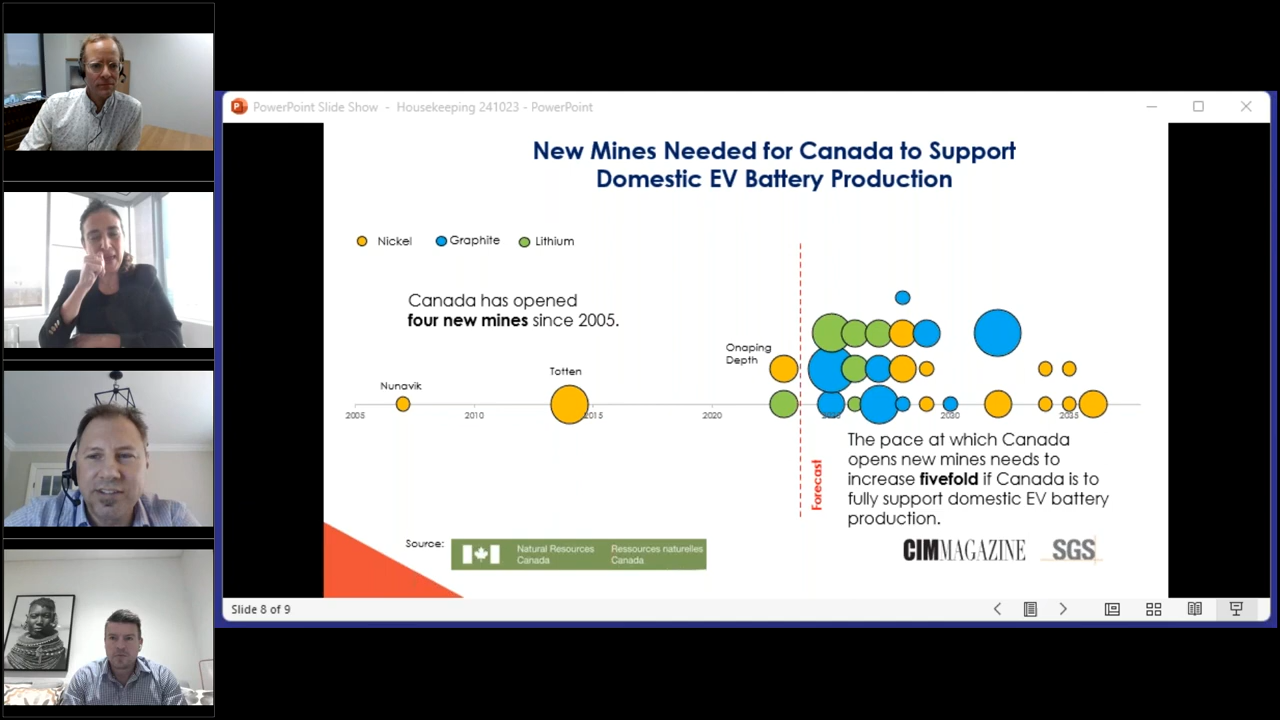 PowerPoint Slide Show - Housekeeping 241023 - PowerPoint
New Mines Needed for Canada to Support
Domestic EV Battery Production
Nickel Graphite Lithium
Canada has opened
four new mines since 2005.
Onaping
Depth
Totten
Nunavik
2005 2010 2015 2020 2025 2030 2035
Forecast
The pace at which Canada
opens new mines needs to
increase fivefold if Canada is to
fully support domestic EV battery
production.
Source:
Natural Resources Ressources naturelles
Canada Canada
CIM MAGAZINE SGS
Slide 8 of 9